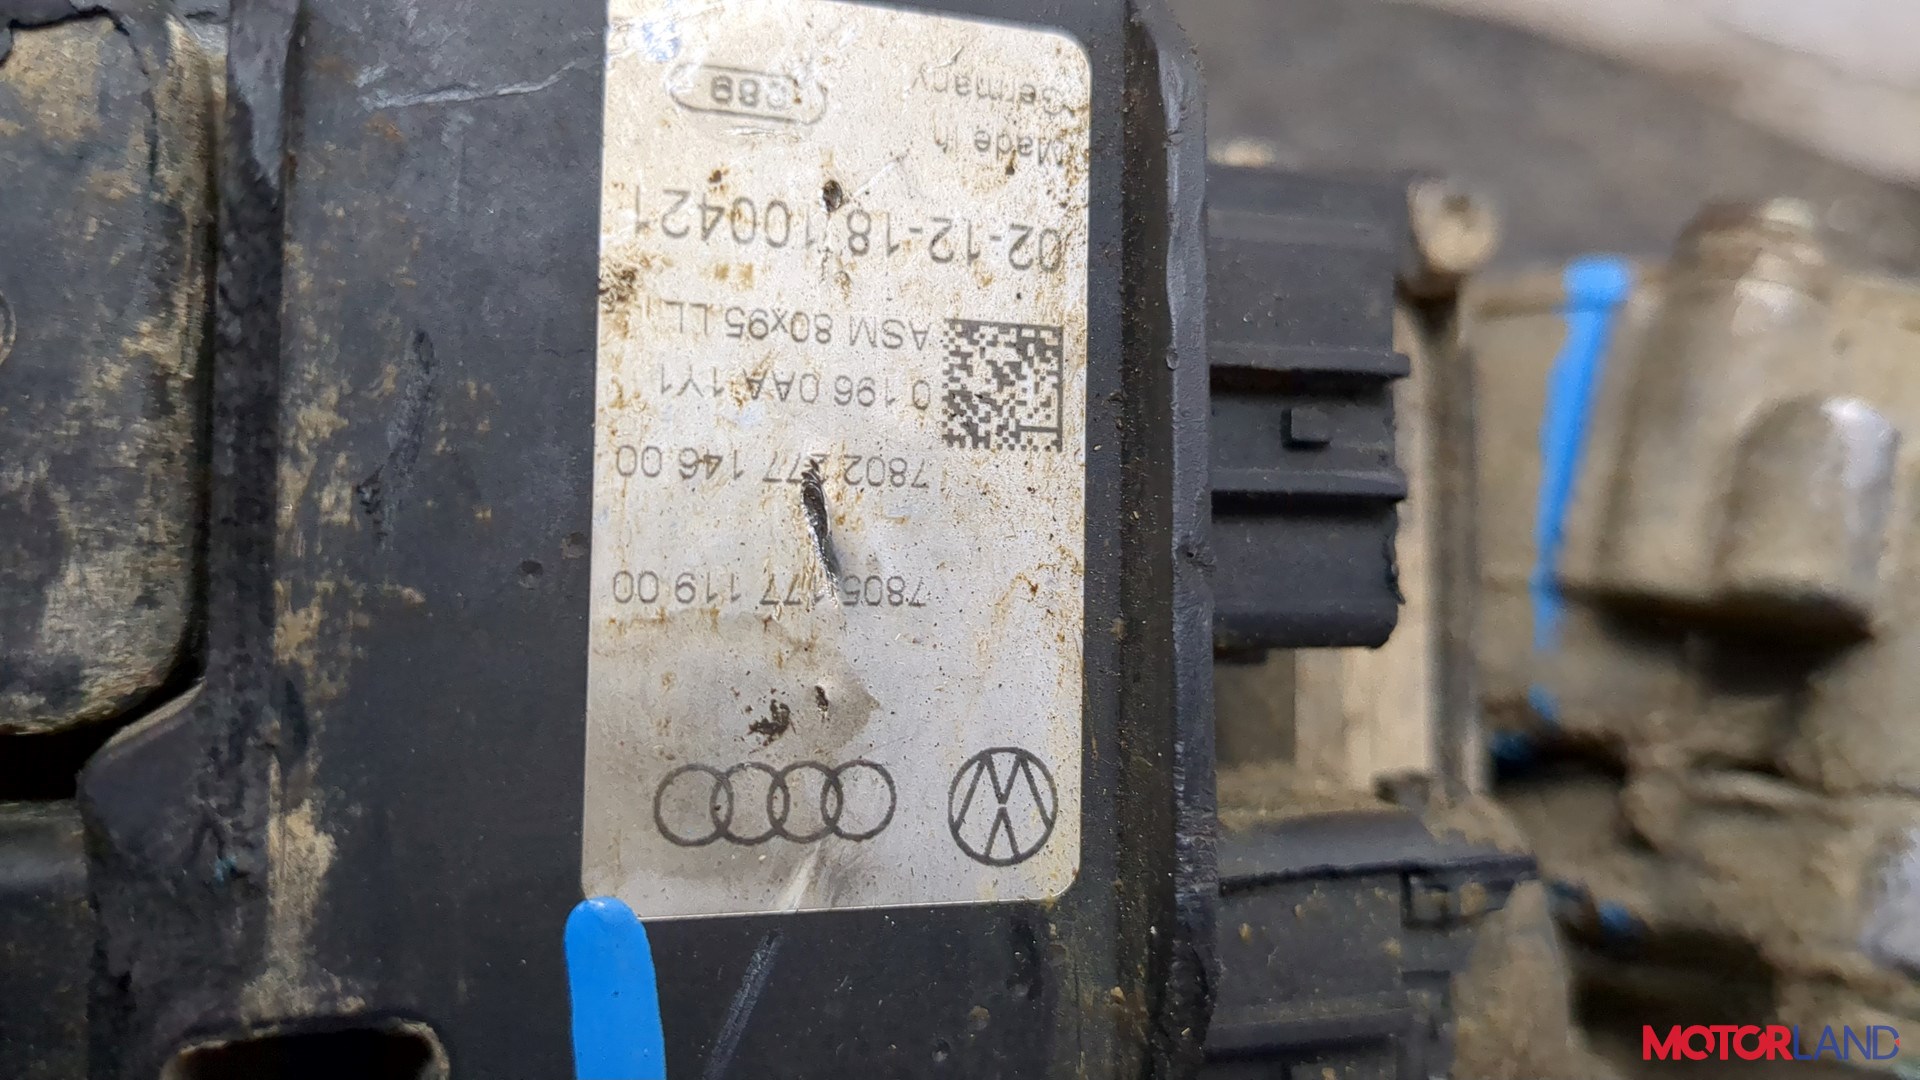 7805 177 119 00
7802 277 146 00
0 196 0AA 1Y1
ASM 80x95 LL II
02-12-18 100421
Made in
Germany
MOTORLAND